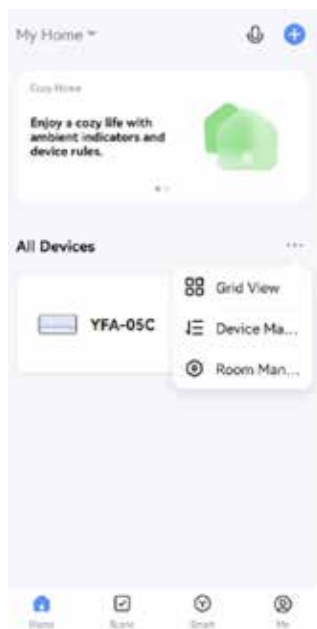 My Home
Cozy Home
Enjoy a cozy life with
ambient indicators and
device rules.
All Devices
Grid View
YFA-05C
Device Ma...
Room Man...
Home
Scene
Smart
Me